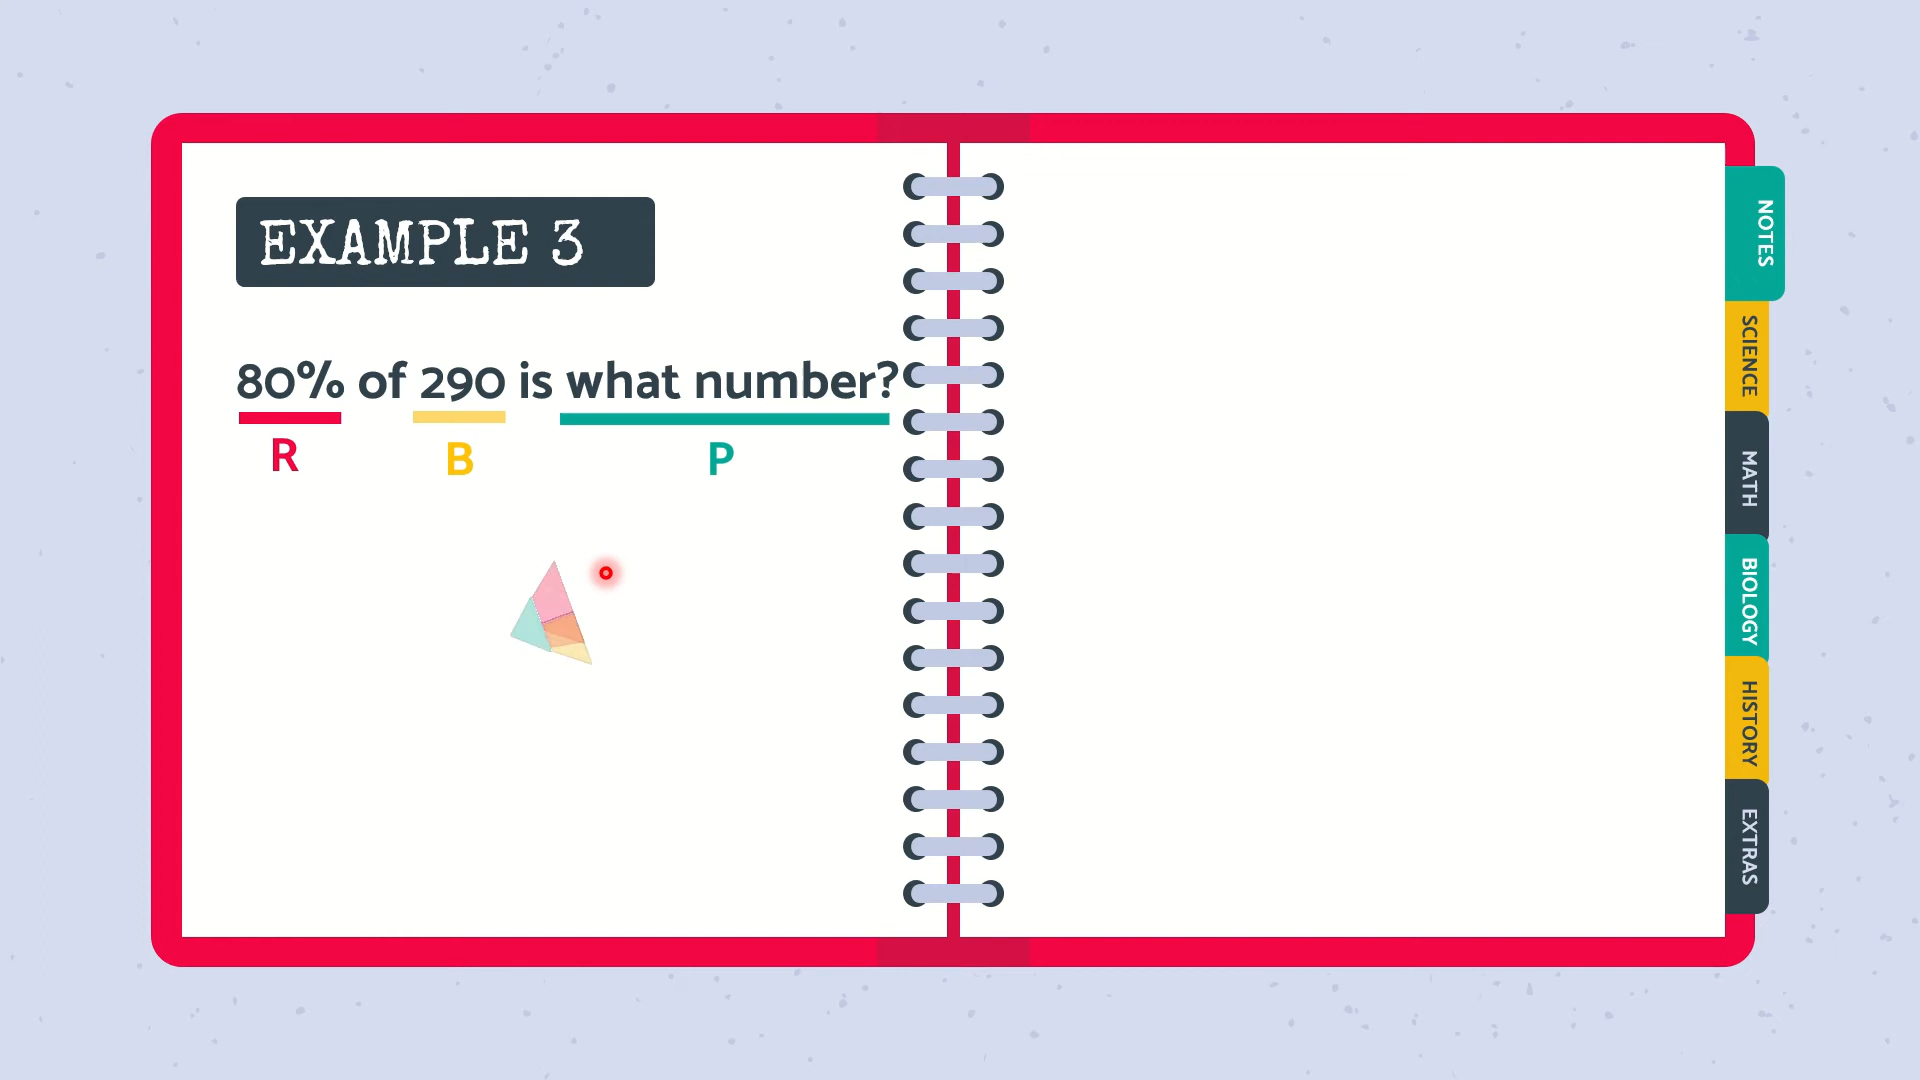 EXAMPLE 3
80% of 290 is what number?
R B P
NOTES
SCIENCE
MATH
BIOLOGY
HISTORY
EXTRAS